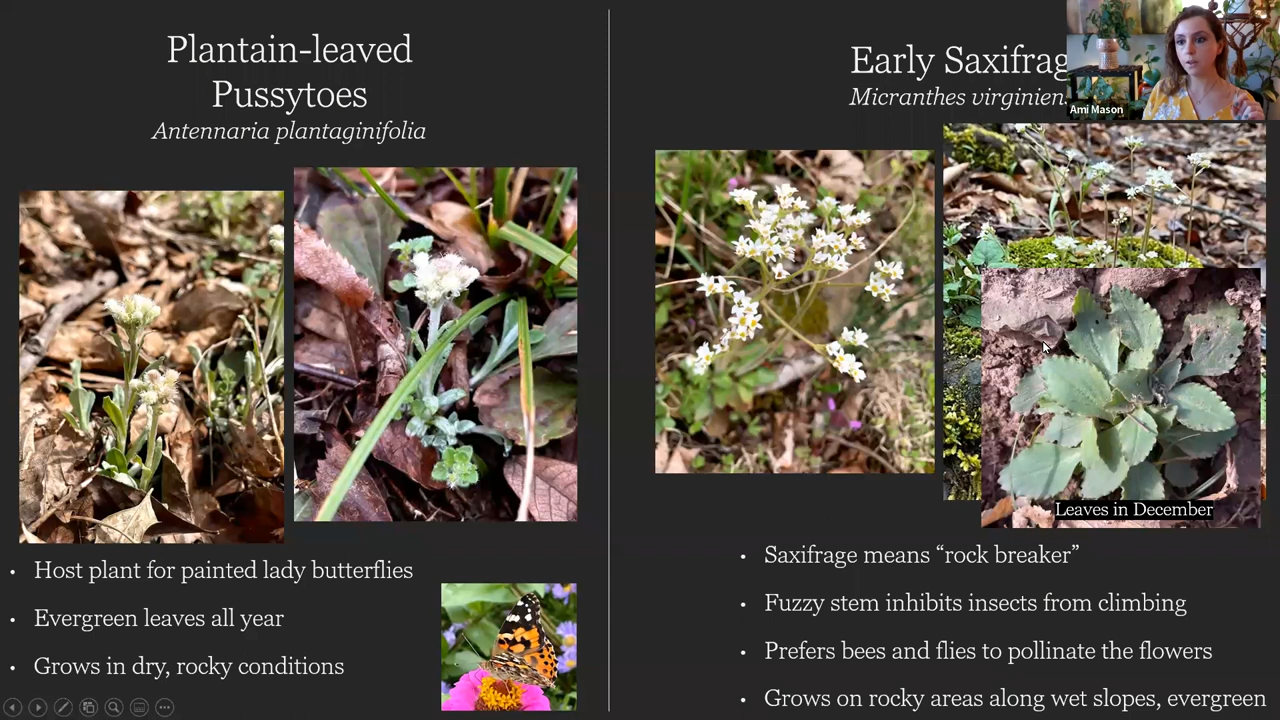 Plantain-leaved
Pussytoes
Antennaria plantaginifolia
Host plant for painted lady butterflies
Evergreen leaves all year
Grows in dry, rocky conditions
Early Saxifrag
Micranthes virginien
Ami Mason
Leaves in December
Saxifrage means “rock breaker”
Fuzzy stem inhibits insects from climbing
Prefers bees and flies to pollinate the flowers
Grows on rocky areas along wet slopes, evergreen